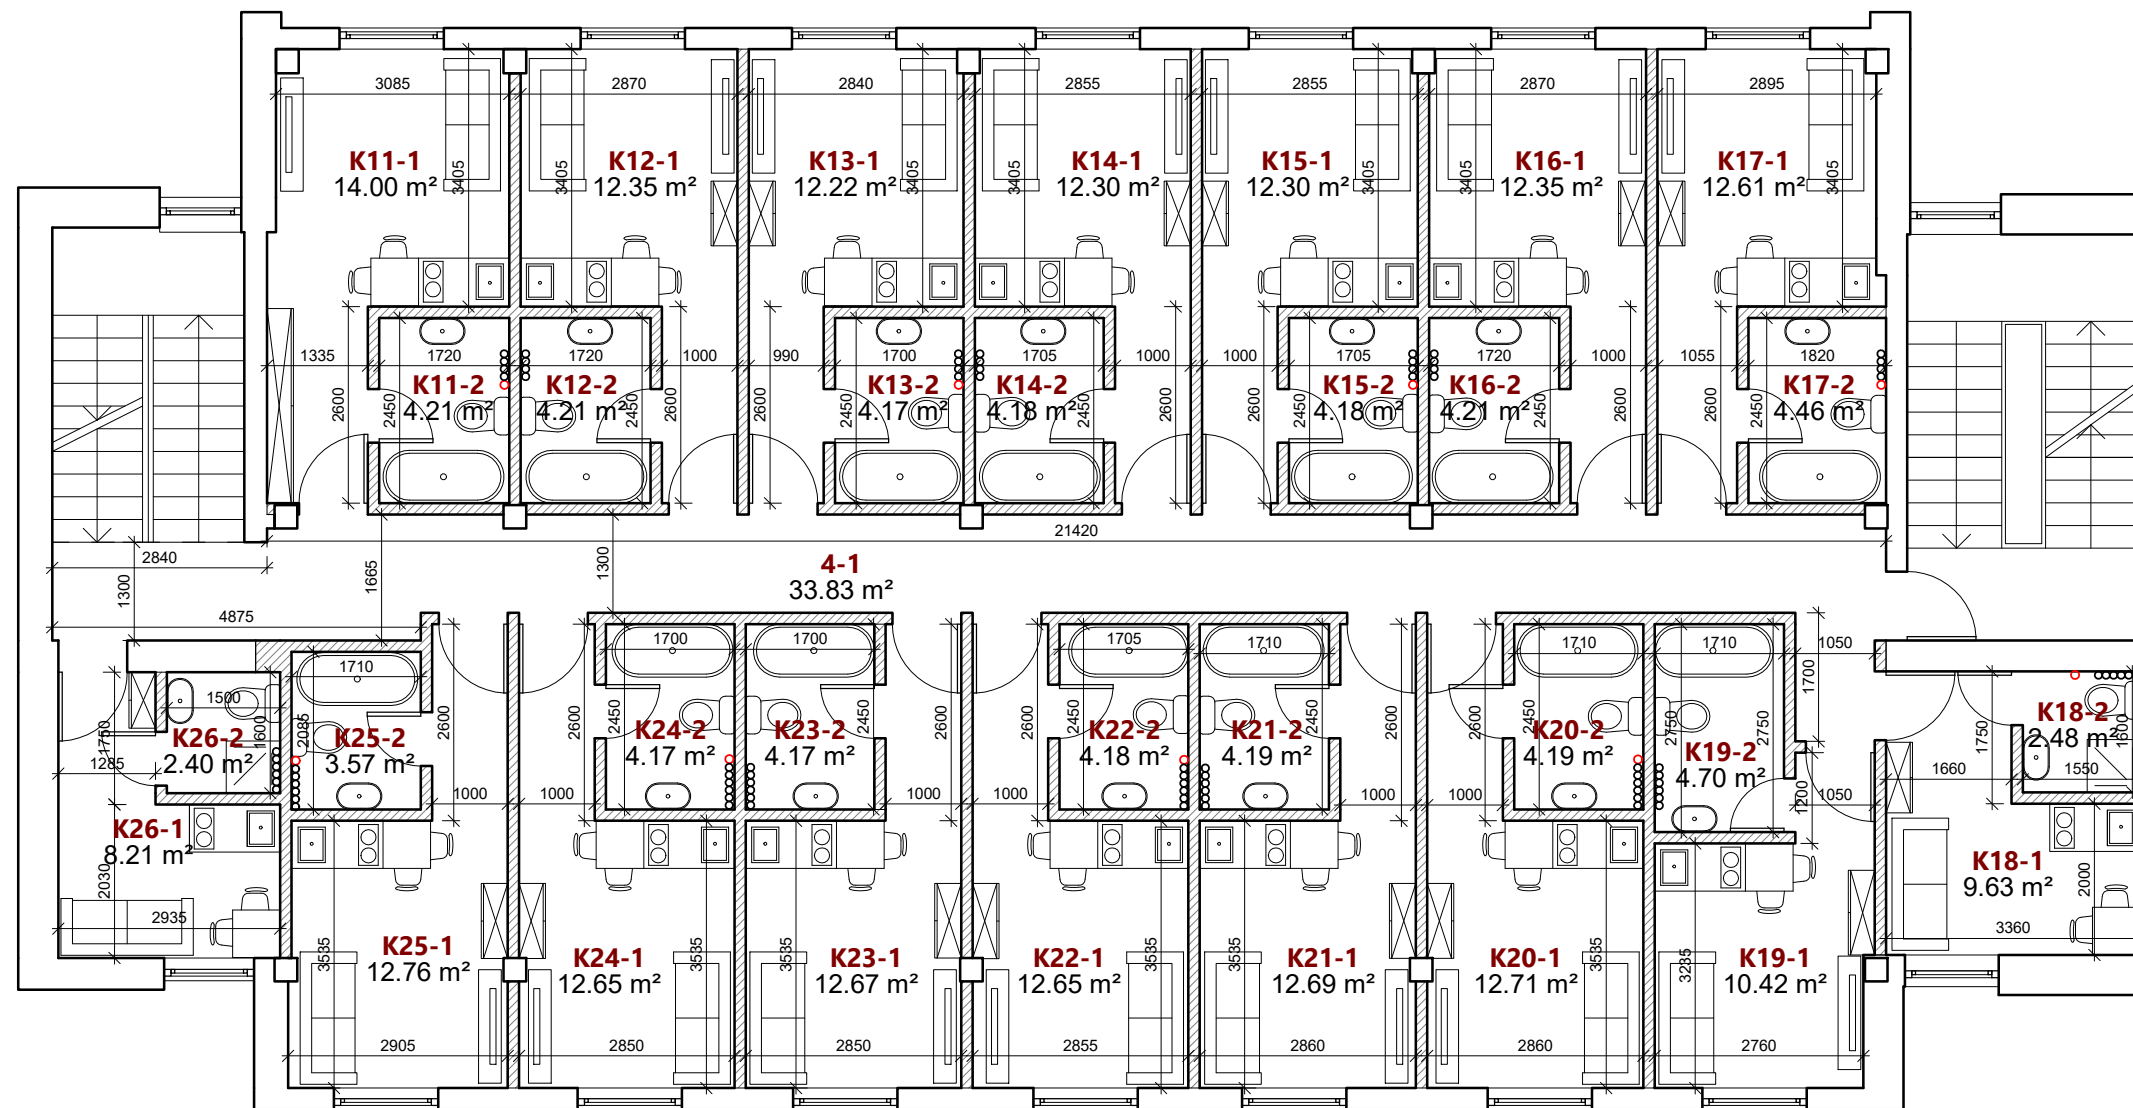 3085
2870
2840
2855
2855
2870
2895
K11-1
14.00 m²
3405
K12-1
12.35 m²
3405
K13-1
12.22 m²
3405
K14-1
12.30 m²
3405
K15-1
12.30 m²
3405
K16-1
12.35 m²
3405
K17-1
12.61 m²
3405
1335
1720
1720
1000
990
1700
1705
1000
1000
1705
1720
1000
1055
1820
K11-2
4.21 m²
K12-2
4.21 m²
K13-2
4.17 m²
K14-2
4.18 m²
K15-2
4.18 m²
K16-2
4.21 m²
K17-2
4.46 m²
2600
2450
2450
2600
2600
2450
2450
2600
2600
2450
2450
2600
2600
2450
21420
2840
1300
1665
1300
4-1
33.83 m²
4875
1710
1700
1700
1705
1710
1710
1710
1050
1700
1500
1750
1600
2085
2600
2600
2450
2450
2600
2600
2450
2450
2600
2600
2450
2750
2750
1750
1600
K26-2
2.40 m²
K25-2
3.57 m²
K24-2
4.17 m²
K23-2
4.17 m²
K22-2
4.18 m²
K21-2
4.19 m²
K20-2
4.19 m²
K19-2
4.70 m²
K18-2
2.48 m²
1285
1000
1000
1000
1000
1000
1000
1200
1050
1660
1550
K26-1
8.21 m²
2030
2935
K25-1
12.76 m²
3535
K24-1
12.65 m²
3535
K23-1
12.67 m²
3535
K22-1
12.65 m²
3535
K21-1
12.69 m²
3535
K20-1
12.71 m²
3535
K19-1
10.42 m²
3235
K18-1
9.63 m²
2000
3360
2905
2850
2850
2855
2860
2860
2760